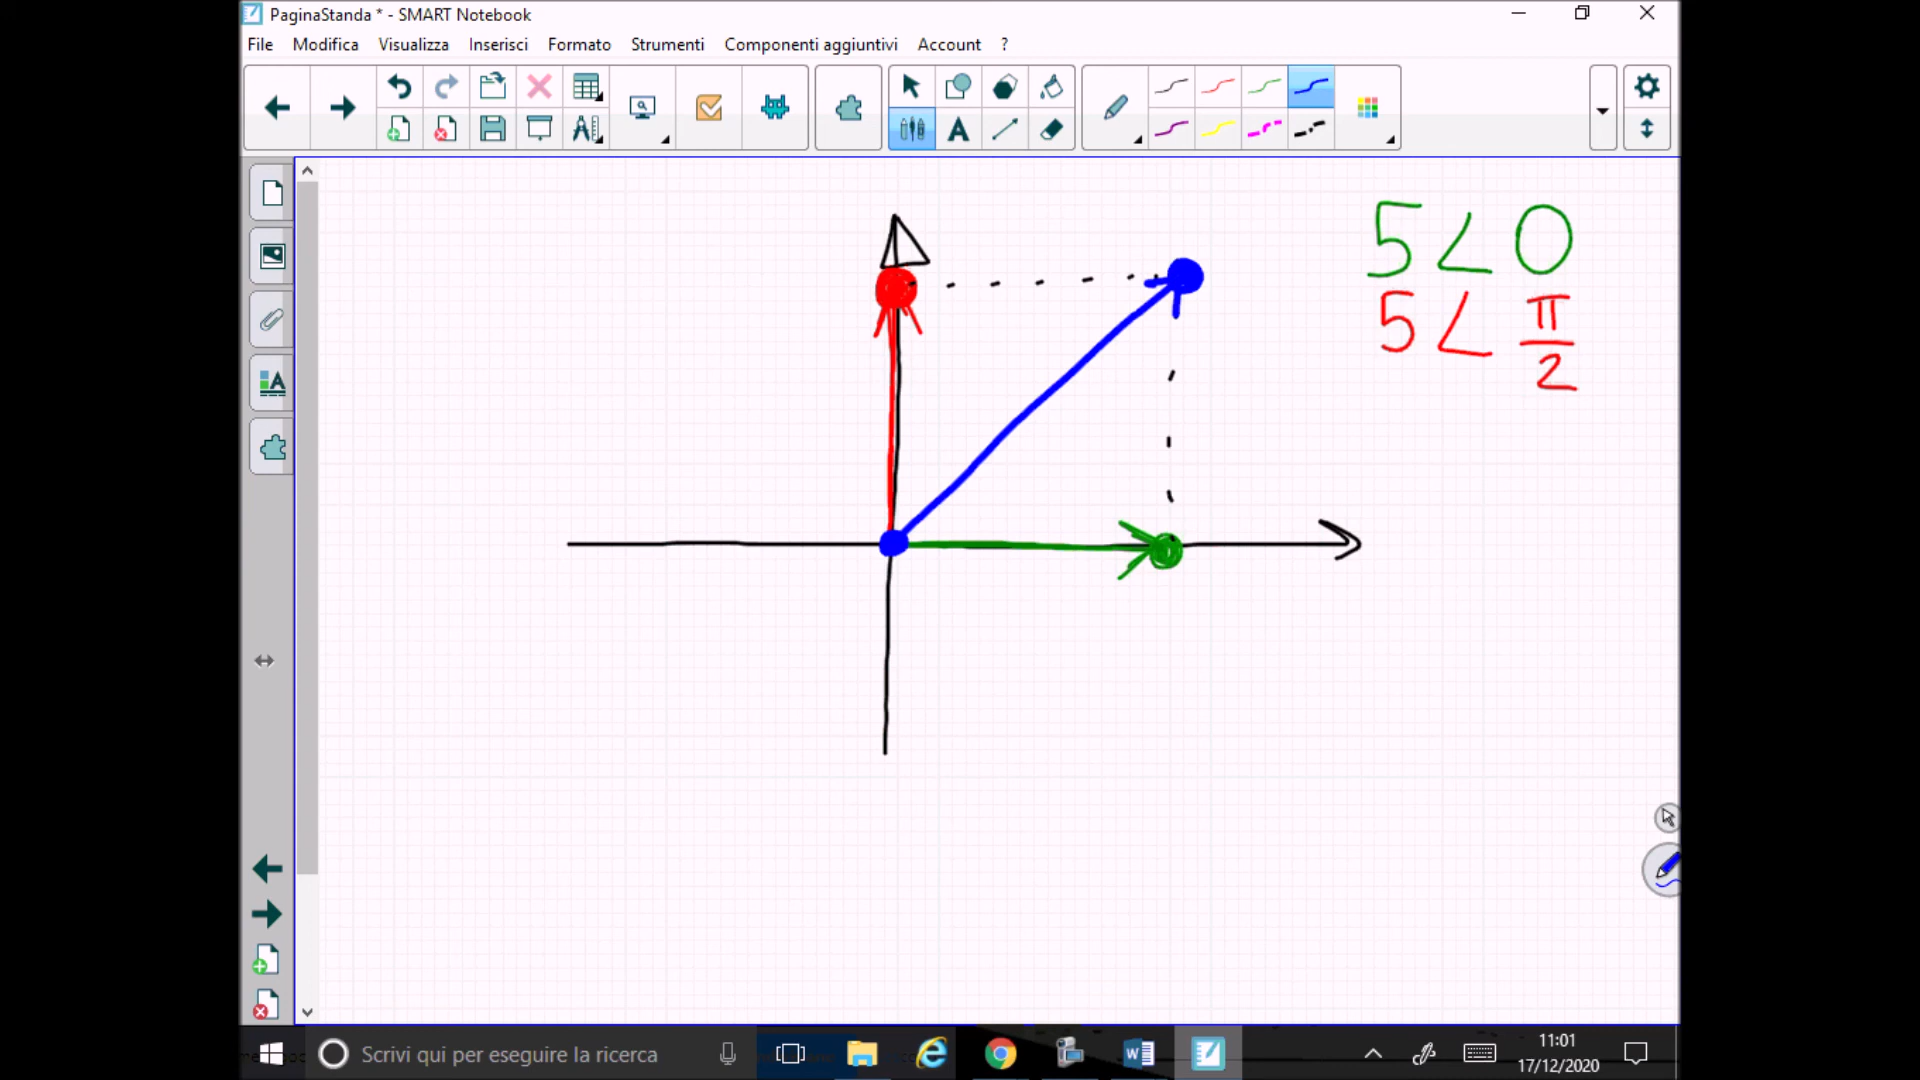 PaginaStanda * - SMART Notebook
File Modifica Visualizza Inserisci Formato Strumenti Componenti aggiuntivi Account ?
5∠0
5∠π/2
Scrivi qui per eseguire la ricerca
11:01
17/12/2020